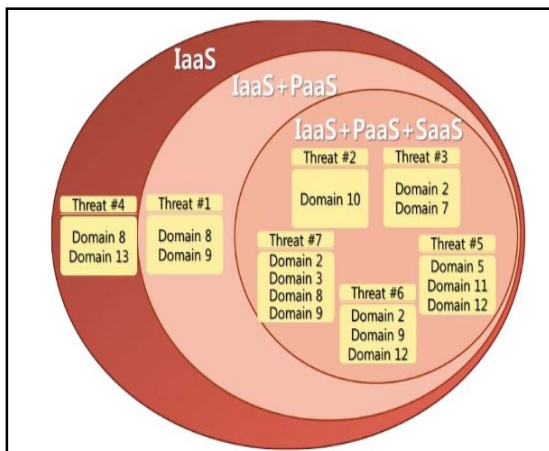 IaaS
IaaS+PaaS
IaaS+PaaS+SaaS
Threat #2
Domain 10
Threat #3
Domain 2
Domain 7
Threat #4
Domain 8
Domain 13
Threat #1
Domain 8
Domain 9
Threat #7
Domain 2
Domain 3
Domain 8
Domain 9
Threat #6
Domain 2
Domain 9
Domain 12
Threat #5
Domain 5
Domain 11
Domain 12